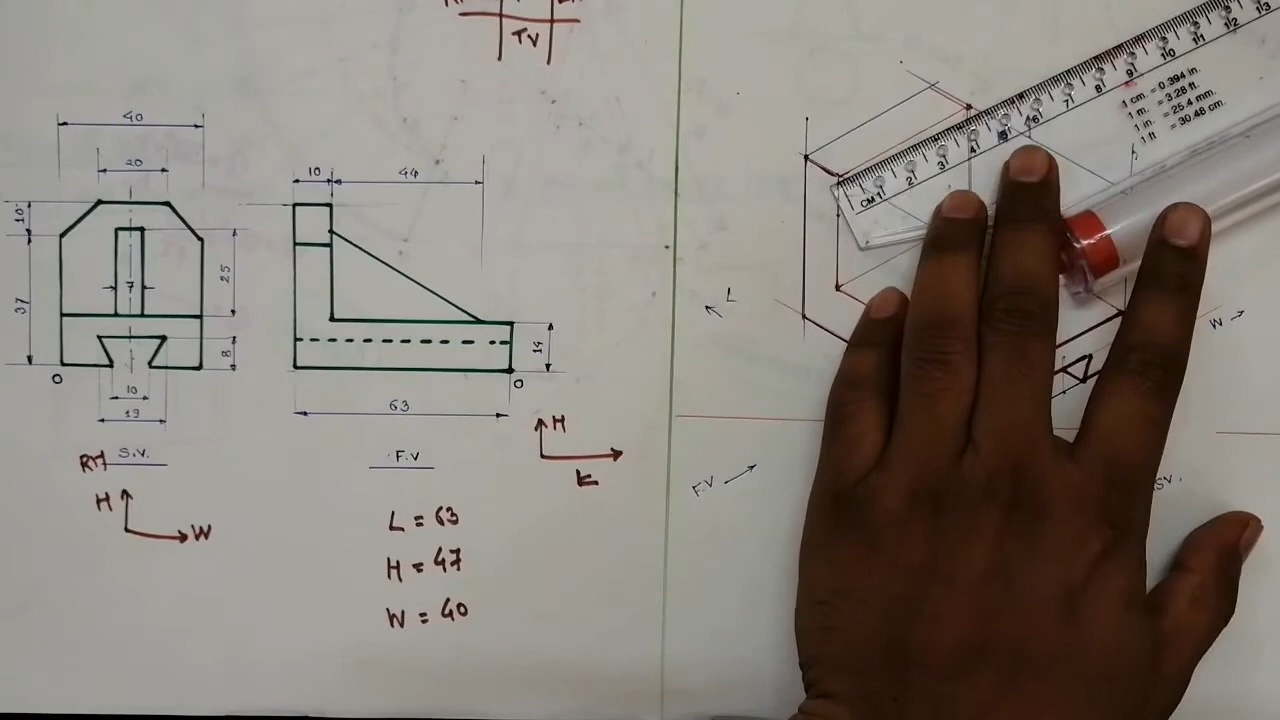 TV
40
20
10
37
7
25
8
10
19
O
S.V.
RH
H
W
10
44
14
O
63
F.V
H
L = 63
H = 47
W = 40
CM 1 2 3 4 5 6 7 8 9 10 11 12 13
1 cm. = 0.394 in.
1 m. = 3.28 ft.
1 in. = 25.4 mm.
1 ft = 30.48 cm.
L
W
F.V
SV.